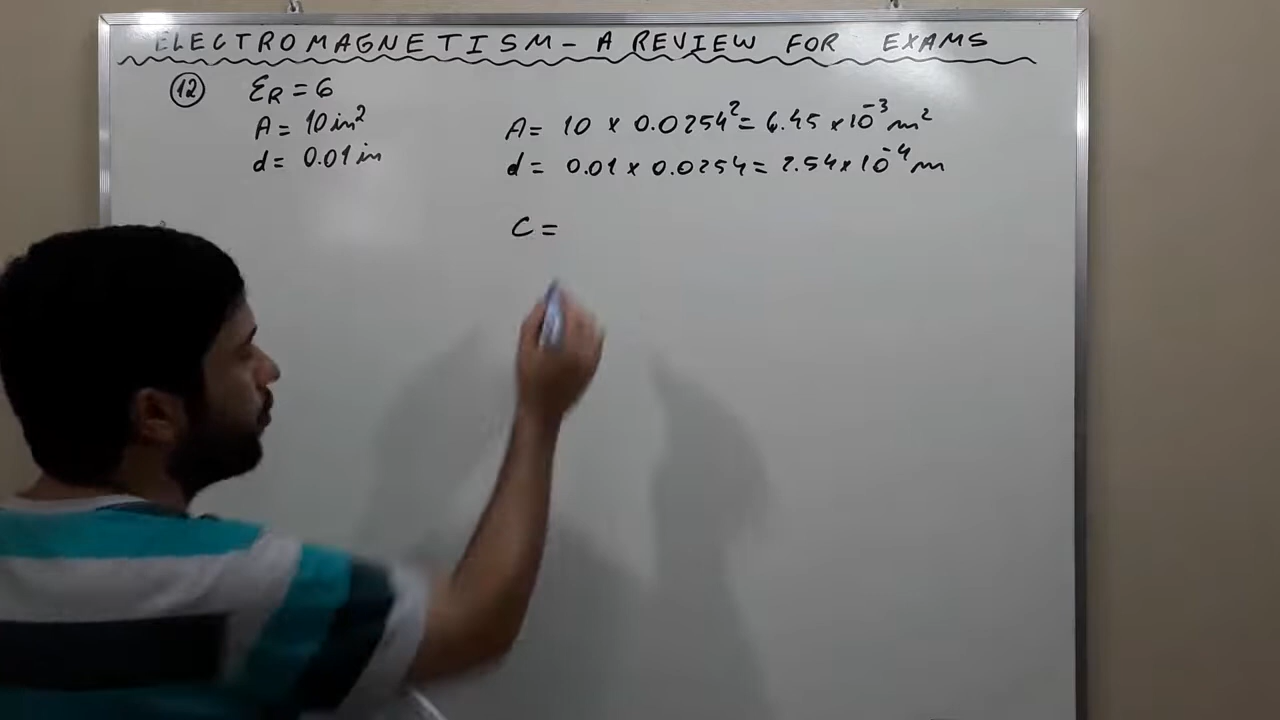 ELECTROMAGNETISM - A REVIEW FOR EXAMS
12 εR = 6
A = 10 in² A = 10 × 0.0254² = 6.45 × 10⁻³ m²
d = 0.01 in d = 0.01 × 0.0254 = 2.54 × 10⁻⁴ m
C =